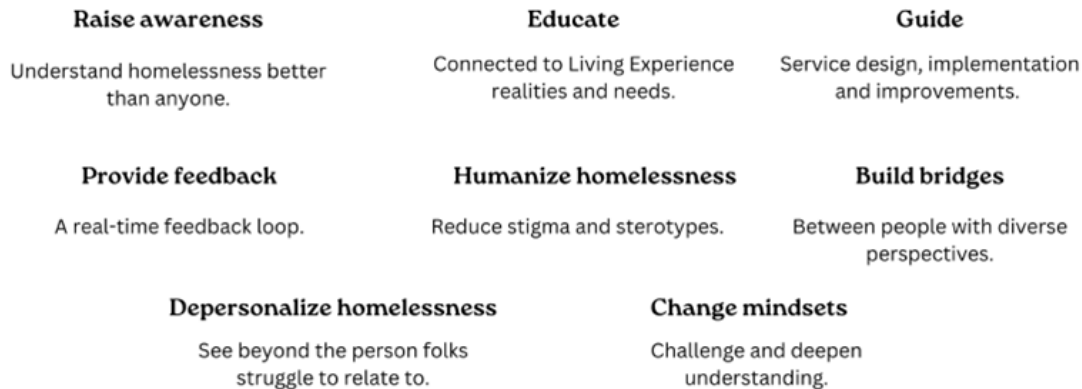 Raise awareness
Understand homelessness better
than anyone.
Educate
Connected to Living Experience
realities and needs.
Guide
Service design, implementation
and improvements.
Provide feedback
A real-time feedback loop.
Humanize homelessness
Reduce stigma and sterotypes.
Build bridges
Between people with diverse
perspectives.
Depersonalize homelessness
See beyond the person folks
struggle to relate to.
Change mindsets
Challenge and deepen
understanding.